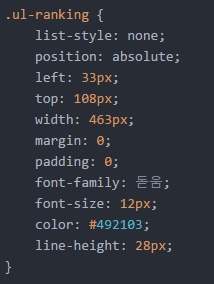 .ul-ranking {
    list-style: none;
    position: absolute;
    left: 33px;
    top: 108px;
    width: 463px;
    margin: 0;
    padding: 0;
    font-family: 돋움;
    font-size: 12px;
    color: #492103;
    line-height: 28px;
}